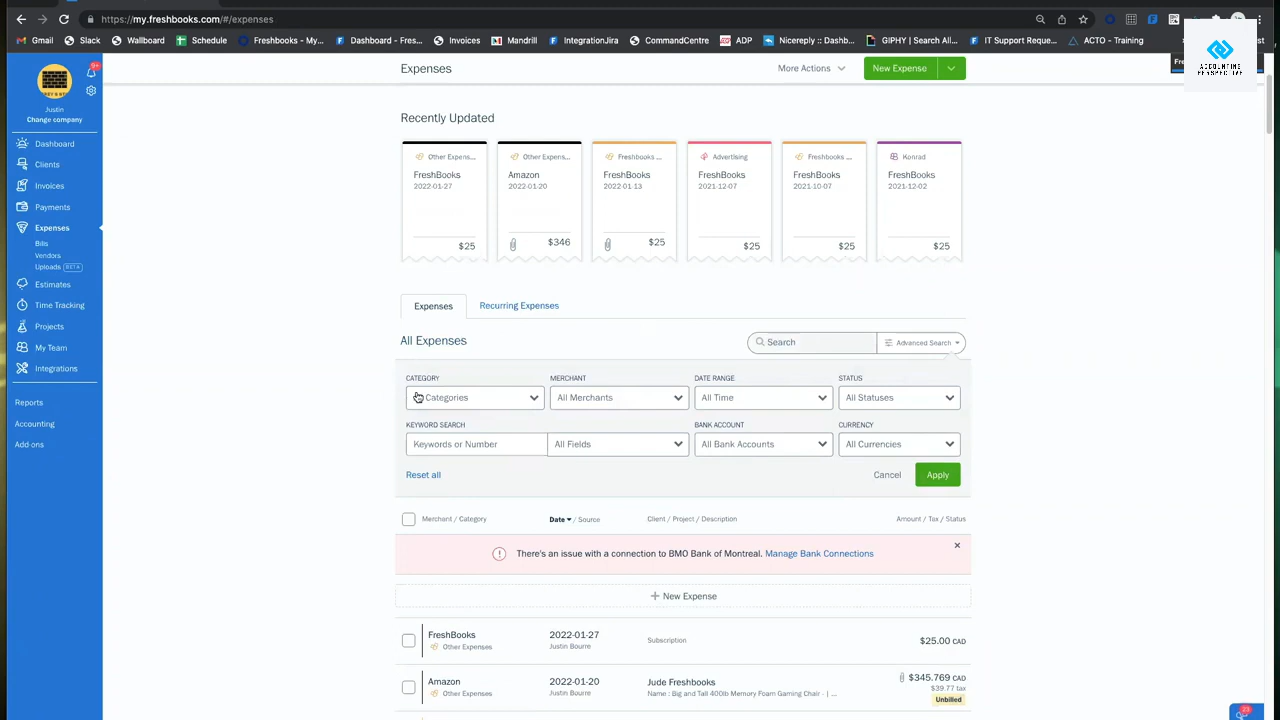 https://my.freshbooks.com/#/expenses
Gmail
Slack
Wallboard
Schedule
Freshbooks - My...
Dashboard - Fres...
Invoices
Mandrill
IntegrationJira
CommentCentre
ADP
Nicereply :: Dashb...
GIPHY | Search All...
IT Support Reque...
ACTO - Training
ACCOUNTING
PERSPECTIVE
9+
Justin
Change company
Dashboard
Clients
Invoices
Payments
Expenses
Bills
Vendors
Uploads BETA
Estimates
Time Tracking
Projects
My Team
Integrations
Reports
Accounting
Add ons
Expenses
More Actions
New Expense
Recently Updated
Other Expens...
FreshBooks
2022-01-27
$25
Other Expens...
Amazon
2022-01-20
$346
Freshbooks ...
FreshBooks
2022-01-13
$25
Advertising
FreshBooks
2021-12-07
$25
Freshbooks ...
FreshBooks
2021-10-07
$25
Konrad
FreshBooks
2021-12-02
$25
Expenses
Recurring Expenses
All Expenses
Search
Advanced Search
CATEGORY
Categories
MERCHANT
All Merchants
DATE RANGE
All Time
STATUS
All Statuses
KEYWORD SEARCH
Keywords or Number
All Fields
BANK ACCOUNT
All Bank Accounts
CURRENCY
All Currencies
Reset all
Cancel
Apply
Merchant / Category
Date / Source
Client / Project / Description
Amount / Tax / Status
There's an issue with a connection to BMO Bank of Montreal. Manage Bank Connections
+ New Expense
FreshBooks
Other Expenses
2022-01-27
Justin Bourre
Subscription
$25.00 CAD
Amazon
Other Expenses
2022-01-20
Justin Bourre
Jude Freshbooks
Name : Big and Tall 400lb Memory Foam Gaming Chair - | ...
$345.769 CAD
$39.77 tax
Unbilled
23